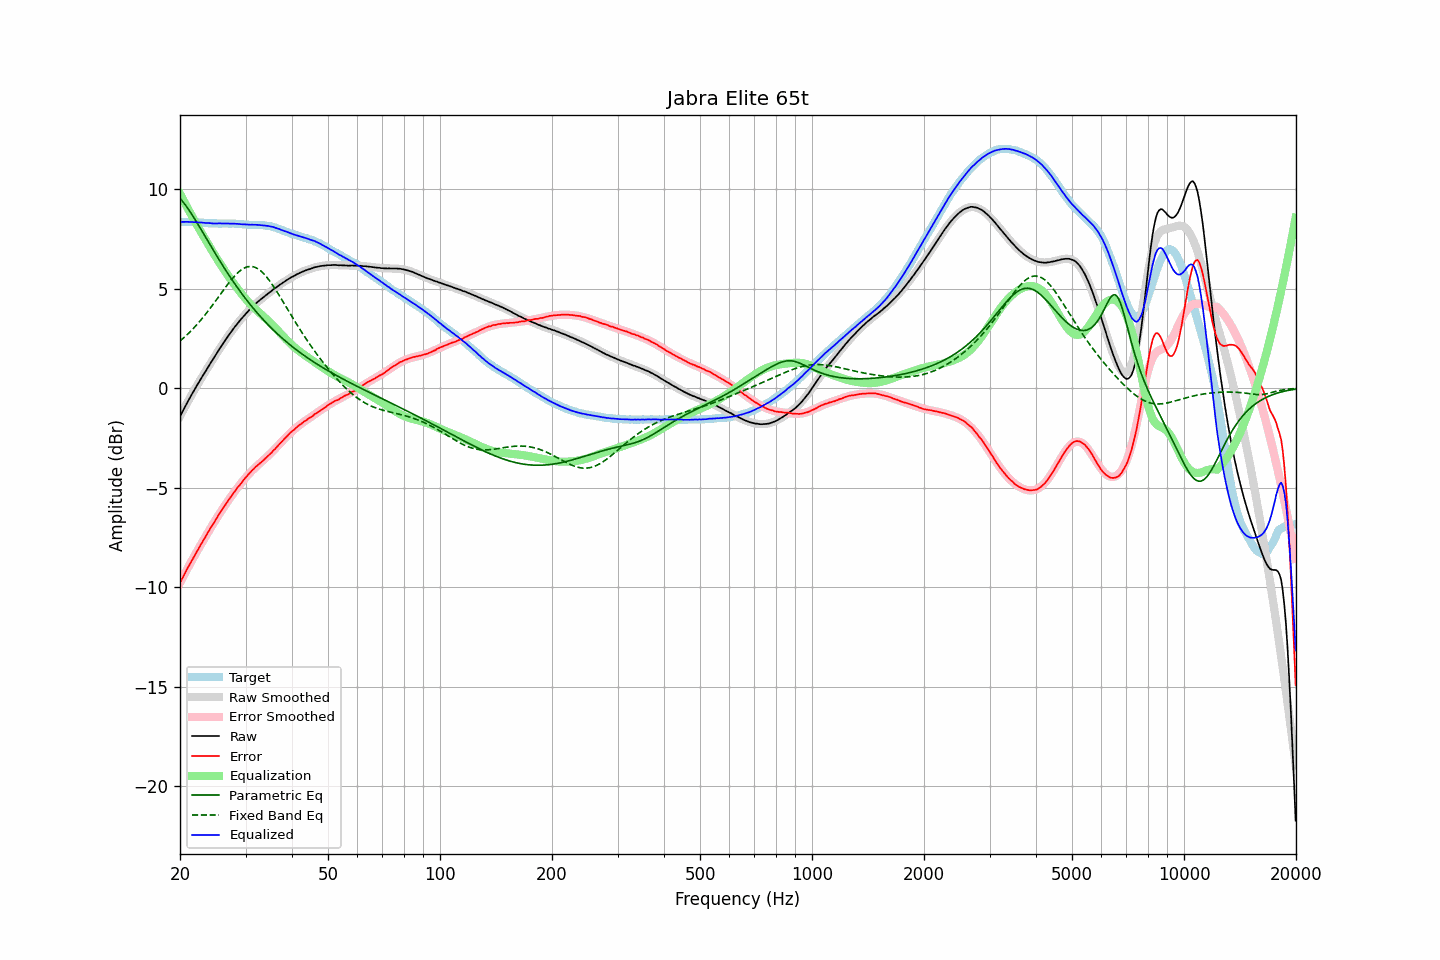 Jabra Elite 65t
10
5
0
−5
−10
−15
−20
Amplitude (dBr)
Target
Raw Smoothed
Error Smoothed
Raw
Error
Equalization
Parametric Eq
Fixed Band Eq
Equalized
20 50 100 200 500 1000 2000 5000 10000 20000
Frequency (Hz)